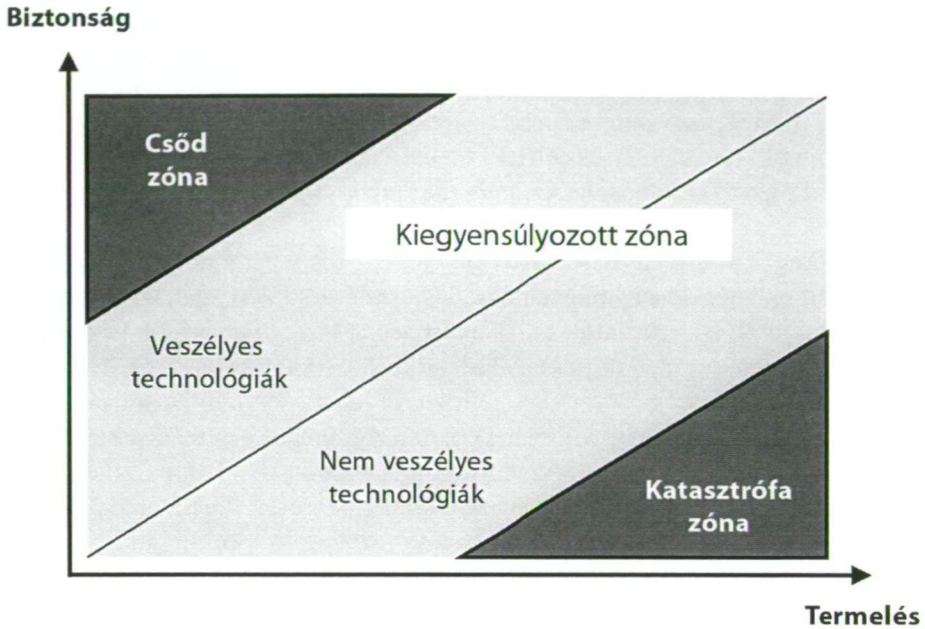 Biztonság
Csőd
zóna
Kiegyensúlyozott zóna
Veszélyes
technológiák
Nem veszélyes
technológiák
Katasztrófa
zóna
Termelés